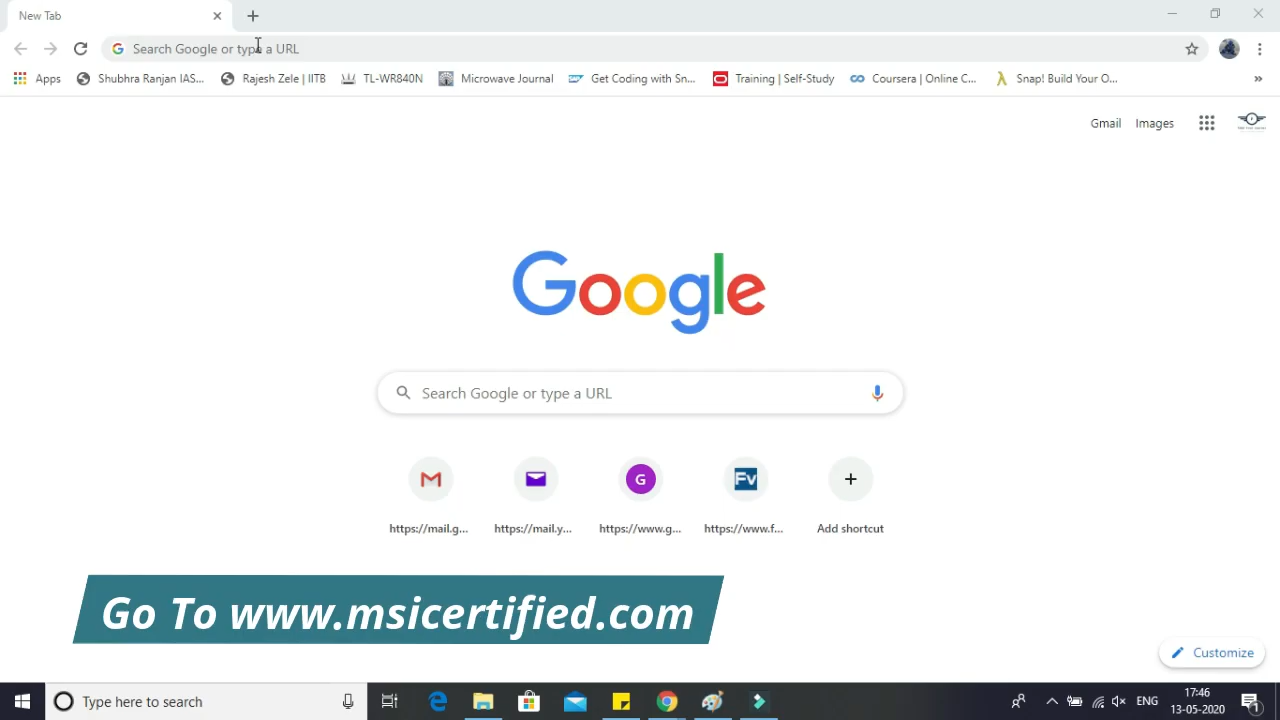 New Tab
Search Google or type a URL
Apps Shubhra Ranjan IAS... Rajesh Zele | IITB TL-WR840N Microwave Journal Get Coding with Sn... Training | Self-Study Coursera | Online C... Snap! Build Your O... »
Gmail Images
Google
Search Google or type a URL
G Fv
https://mail.g... https://mail.y... https://www.g... https://www.f... Add shortcut
Go To www.msicertified.com
Customize
Type here to search ENG 17:46
13-05-2020 1